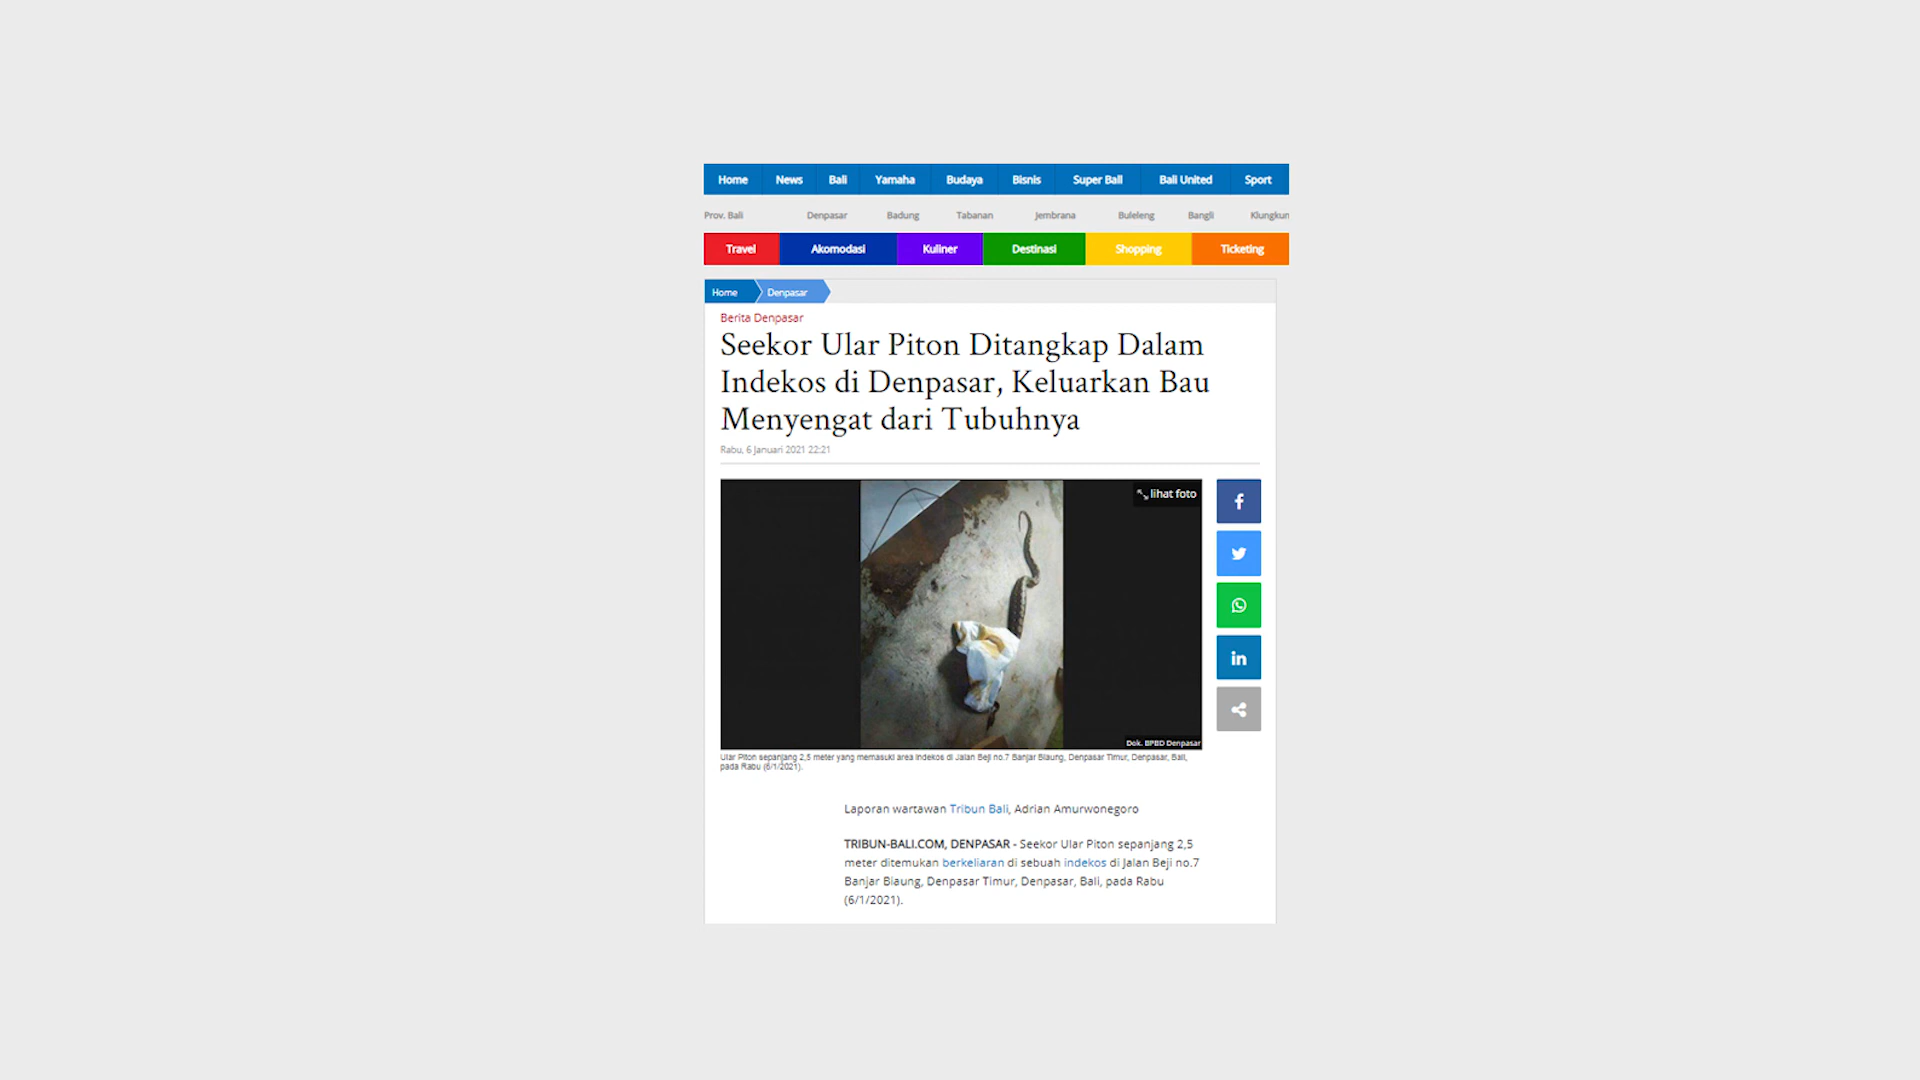 Home News Bali Yamaha Budaya Bisnis Super Ball Bali United Sport
Prov. Bali Denpasar Badung Tabanan Jembrana Buleleng Bangli Klungkun
Travel Akomodasi Kuliner Destinasi Shopping Ticketing
Home Denpasar
Berita Denpasar
Seekor Ular Piton Ditangkap Dalam
Indekos di Denpasar, Keluarkan Bau
Menyengat dari Tubuhnya
Rabu, 6 Januari 2021 22:21
lihat foto
Dok. BPBD Denpasar
Ular Piton sepanjang 2,5 meter yang memasuki area indekos di Jalan Beji no.7 Banjar Biaung, Denpasar Timur, Denpasar, Bali,
pada Rabu (6/1/2021).
Laporan wartawan Tribun Bali, Adrian Amurwonegoro
TRIBUN-BALI.COM, DENPASAR - Seekor Ular Piton sepanjang 2,5
meter ditemukan berkeliaran di sebuah indekos di Jalan Beji no.7
Banjar Biaung, Denpasar Timur, Denpasar, Bali, pada Rabu
(6/1/2021).